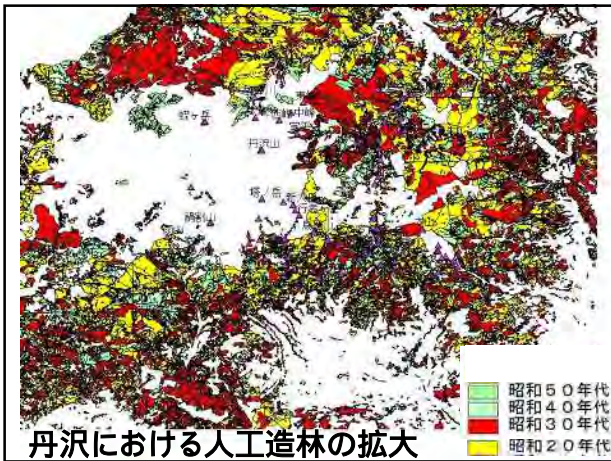 蛭ヶ岳
丹沢山
塔ノ岳
鍋割山
昭和５０年代
昭和４０年代
昭和３０年代
昭和２０年代
丹沢における人工造林の拡大